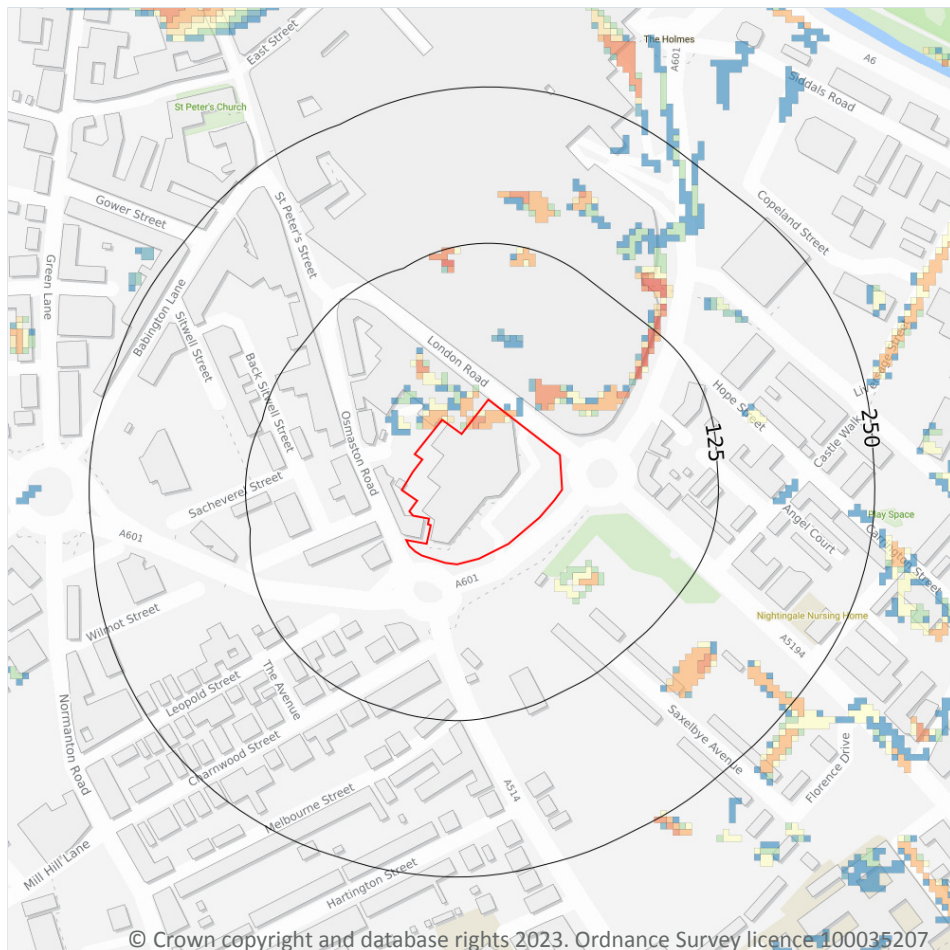 The Holmes
East Street
A601
A6
Siddals Road
St Peter's Church
Gower Street
St Peter's Street
Copeland Street
Green Lane
Babington Lane
Sitwell Street
London Road
Back Sitwell Street
Hope Street
Castle Walk
250
125
Osmaston Road
Sacheverel Street
Play Space
Angel Court
A601
A601
Wilmot Street
Nightingale Nursing Home
A5194
Leopold Street
The Avenue
Normanton Road
Charnwood Street
Saxelbye Avenue
Florence Drive
A514
Melbourne Street
Mill Hill Lane
Hartington Street
© Crown copyright and database rights 2023. Ordnance Survey licence 100035207.